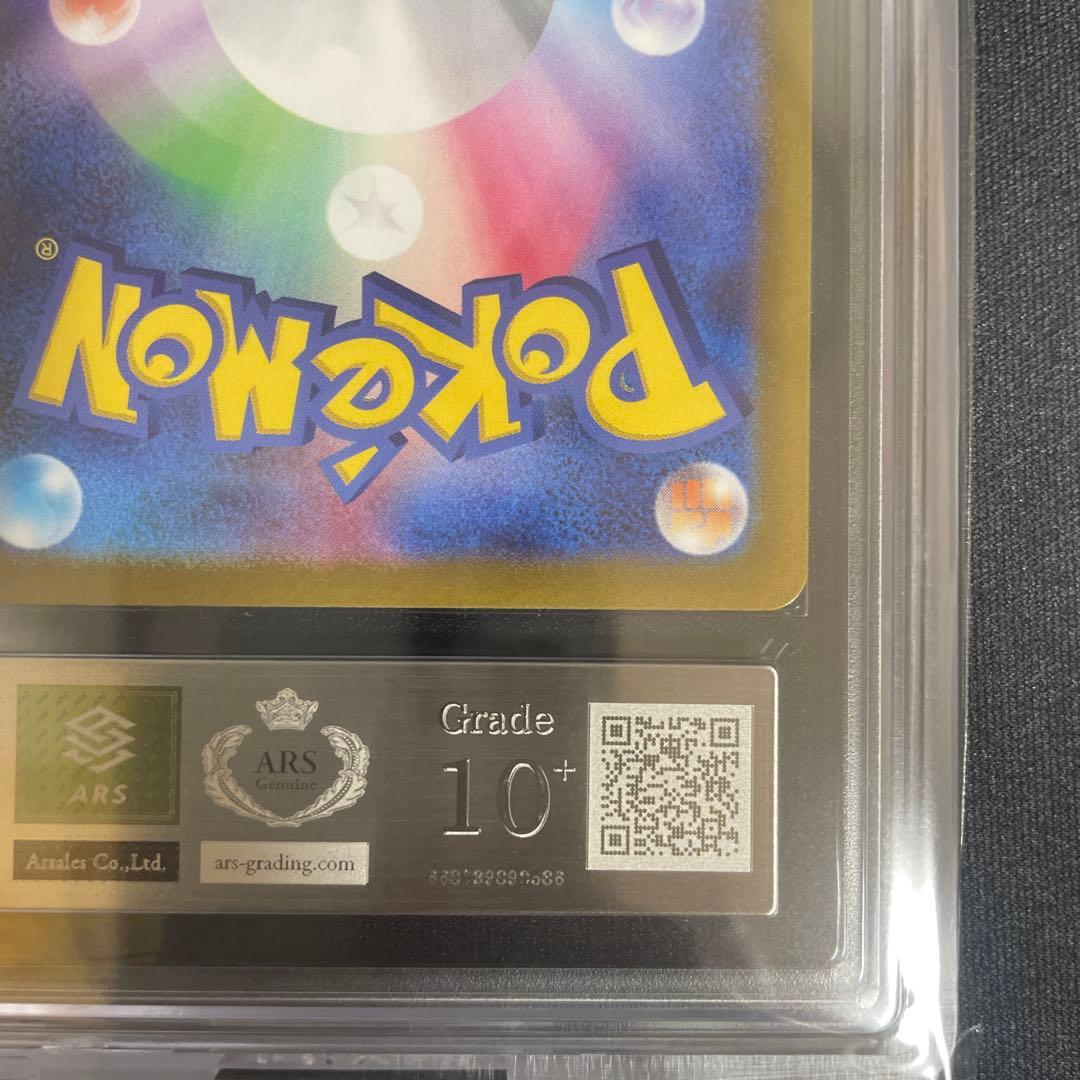 POKéMON®
ARS
Arsales Co.,Ltd.
ARS
Genuine
ars-grading.com
Grade
10+